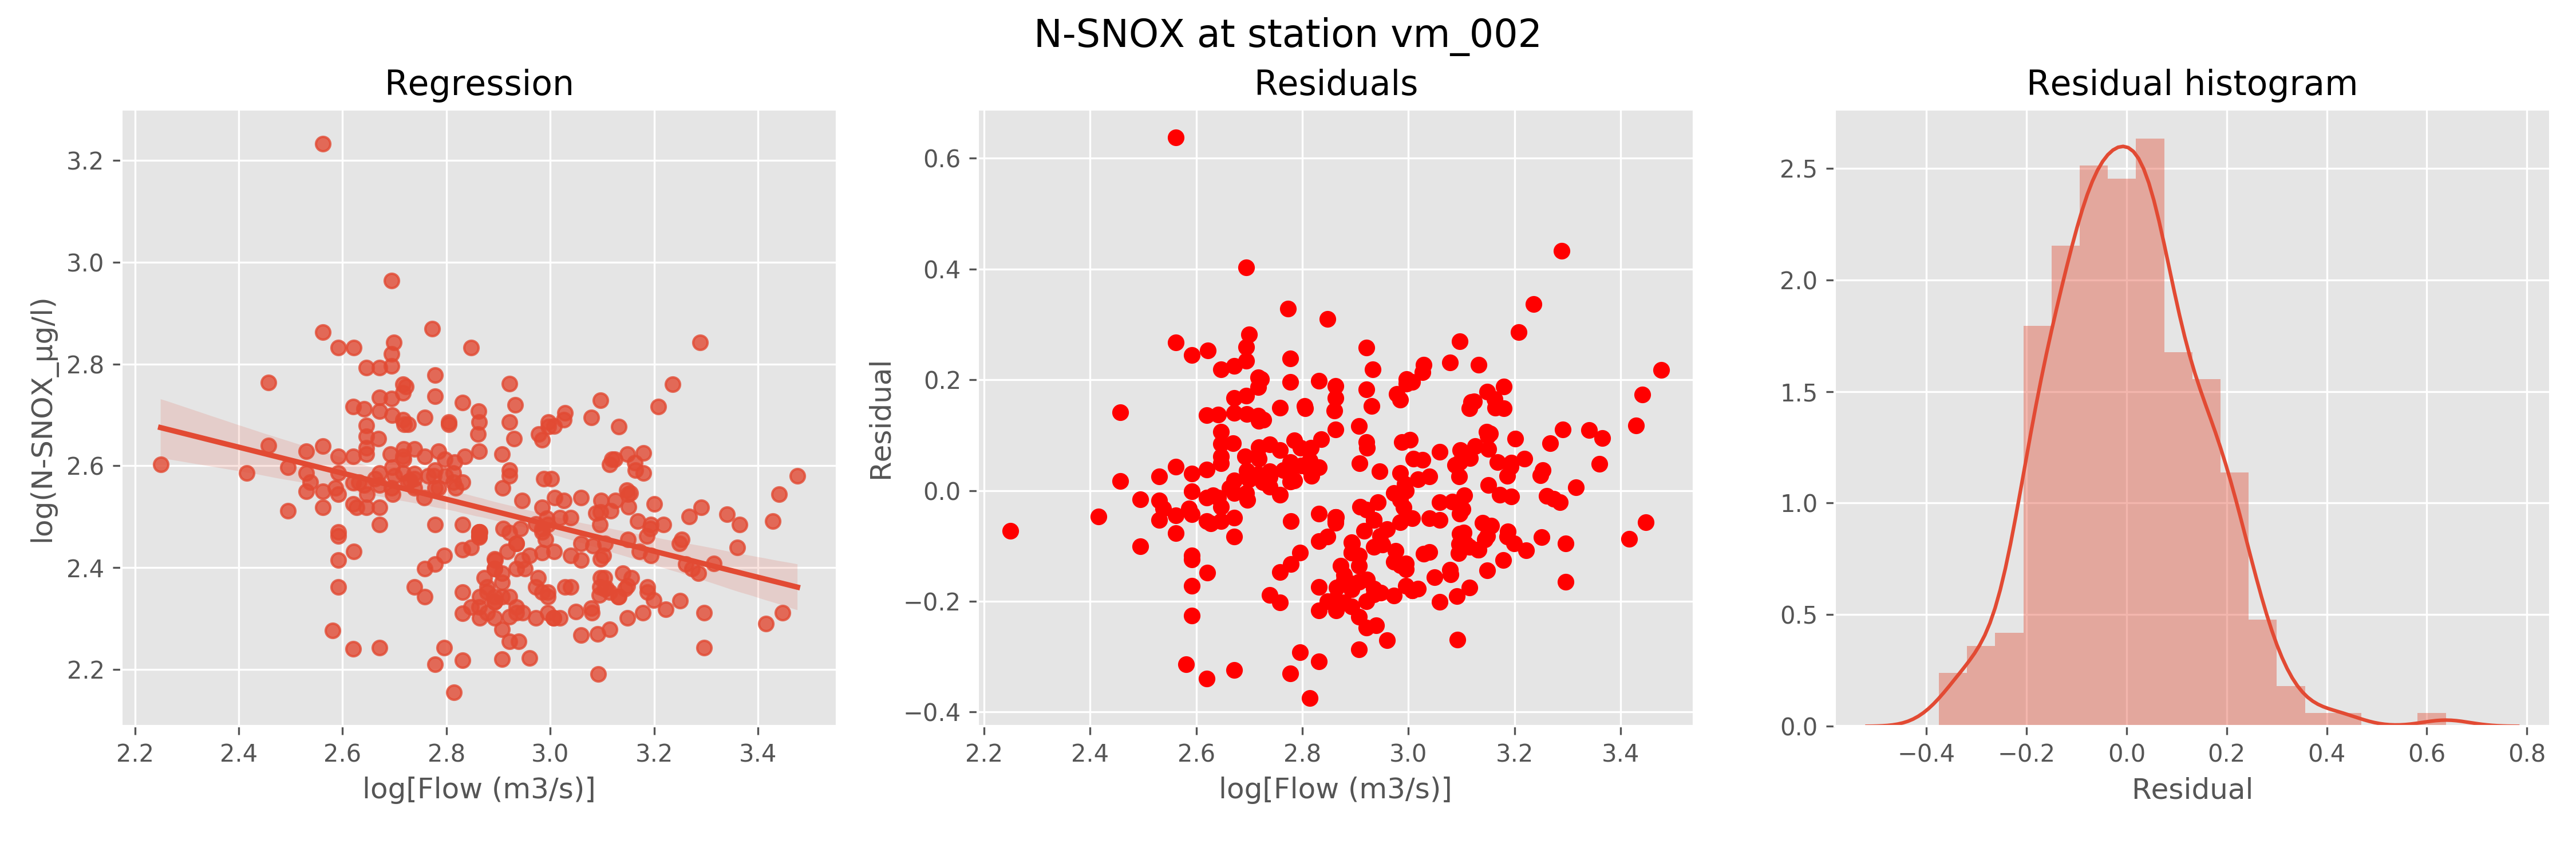 N-SNOX at station vm_002
Regression
Residuals
Residual histogram
3.2
3.0
2.8
2.6
2.4
2.2
log(N-SNOX_µg/l)
2.2 2.4 2.6 2.8 3.0 3.2 3.4
log[Flow (m3/s)]
0.6
0.4
0.2
0.0
−0.2
−0.4
Residual
2.2 2.4 2.6 2.8 3.0 3.2 3.4
log[Flow (m3/s)]
2.5
2.0
1.5
1.0
0.5
0.0
−0.4 −0.2 0.0 0.2 0.4 0.6 0.8
Residual